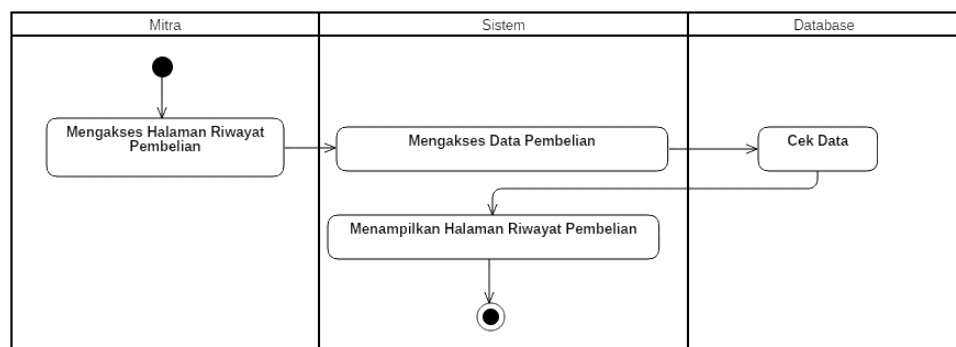 Mitra
Sistem
Database
Mengakses Halaman Riwayat
Pembelian
Mengakses Data Pembelian
Cek Data
Menampilkan Halaman Riwayat Pembelian